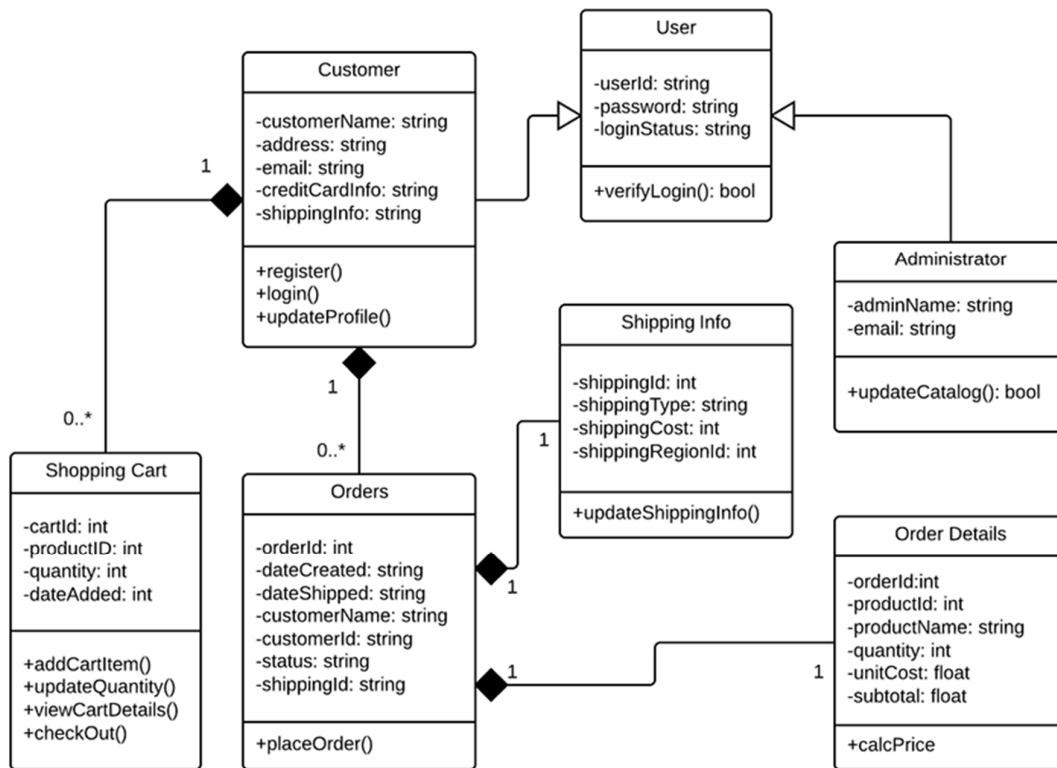 User
-userId: string
-password: string
-loginStatus: string
+verifyLogin(): bool
Customer
-customerName: string
-address: string
-email: string
-creditCardInfo: string
-shippingInfo: string
+register()
+login()
+updateProfile()
1
0..*
1
0..*
Administrator
-adminName: string
-email: string
+updateCatalog(): bool
Shipping Info
-shippingId: int
-shippingType: string
-shippingCost: int
-shippingRegionId: int
+updateShippingInfo()
1
1
Shopping Cart
-cartId: int
-productID: int
-quantity: int
-dateAdded: int
+addCartItem()
+updateQuantity()
+viewCartDetails()
+checkOut()
Orders
-orderId: int
-dateCreated: string
-dateShipped: string
-customerName: string
-customerId: string
-status: string
-shippingId: string
+placeOrder()
1
1
Order Details
-orderId:int
-productId: int
-productName: string
-quantity: int
-unitCost: float
-subtotal: float
+calcPrice